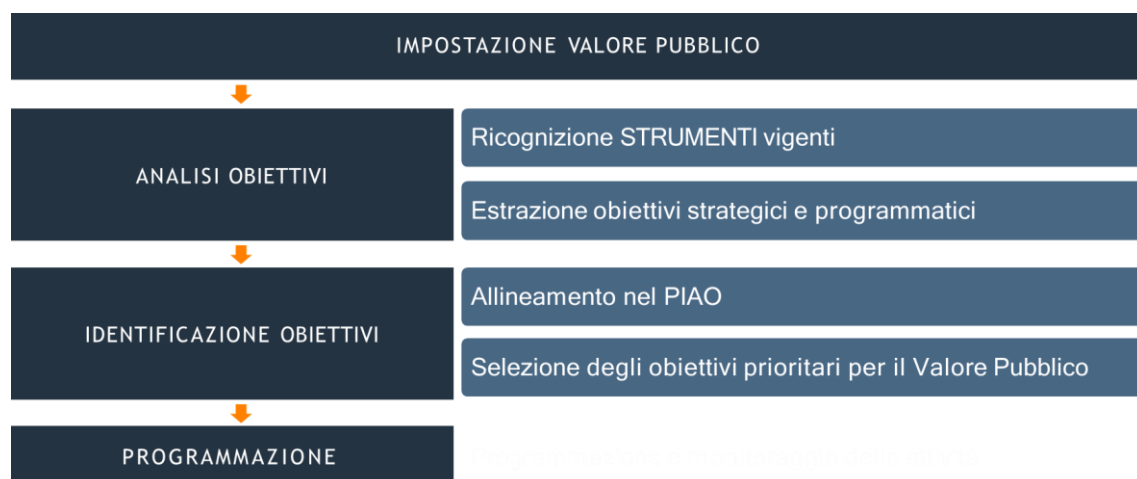 IMPOSTAZIONE VALORE PUBBLICO
ANALISI OBIETTIVI
Ricognizione STRUMENTI vigenti
Estrazione obiettivi strategici e programmatici
IDENTIFICAZIONE OBIETTIVI
Allineamento nel PIAO
Selezione degli obiettivi prioritari per il Valore Pubblico
PROGRAMMAZIONE